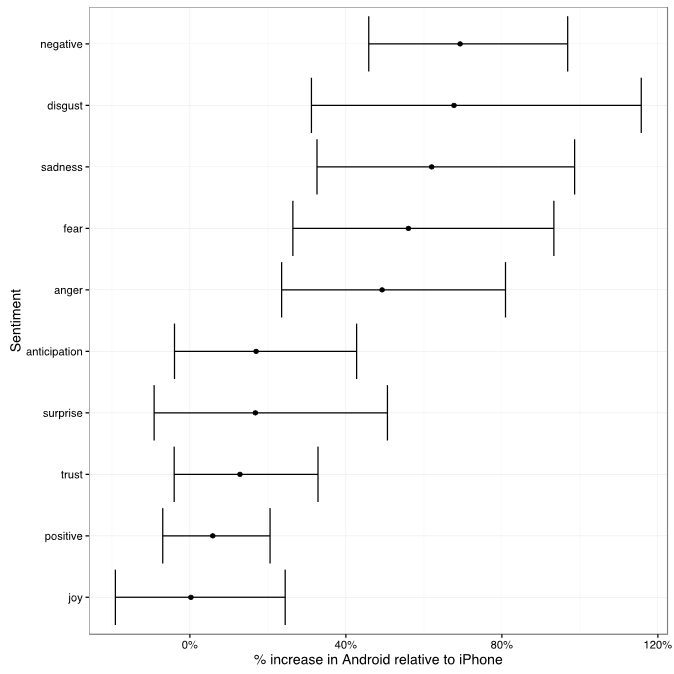 negative
disgust
sadness
fear
anger
anticipation
surprise
trust
positive
joy
Sentiment
0% 40% 80% 120%
% increase in Android relative to iPhone